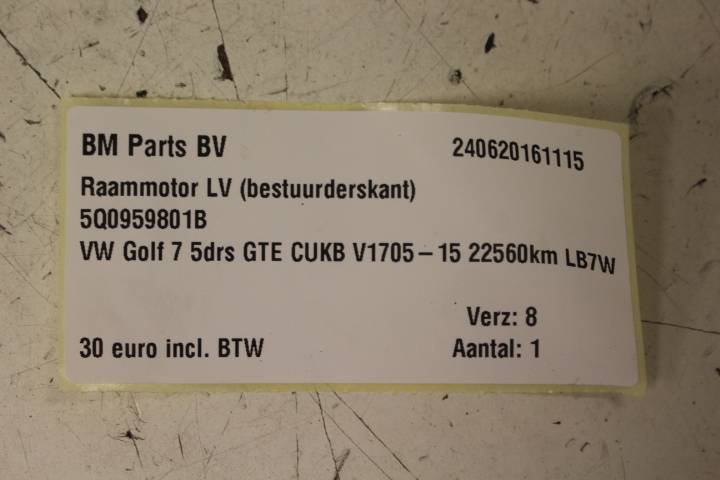 BM Parts BV 240620161115
Raammotor LV (bestuurderskant)
5Q0959801B
VW Golf 7 5drs GTE CUKB V1705-15 22560km LB7W
Verz: 8
30 euro incl. BTW Aantal: 1